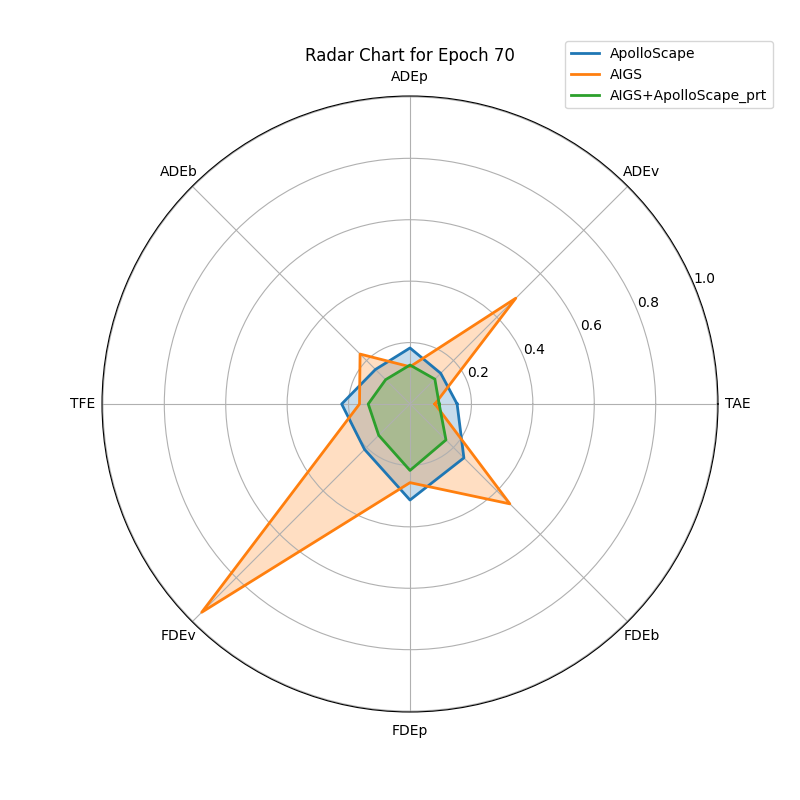 Radar Chart for Epoch 70
ApolloScape
AIGS
AIGS+ApolloScape_prt
ADEp
ADEb
ADEv
1.0
0.8
0.6
0.4
0.2
TFE
TAE
FDEv
FDEb
FDEp